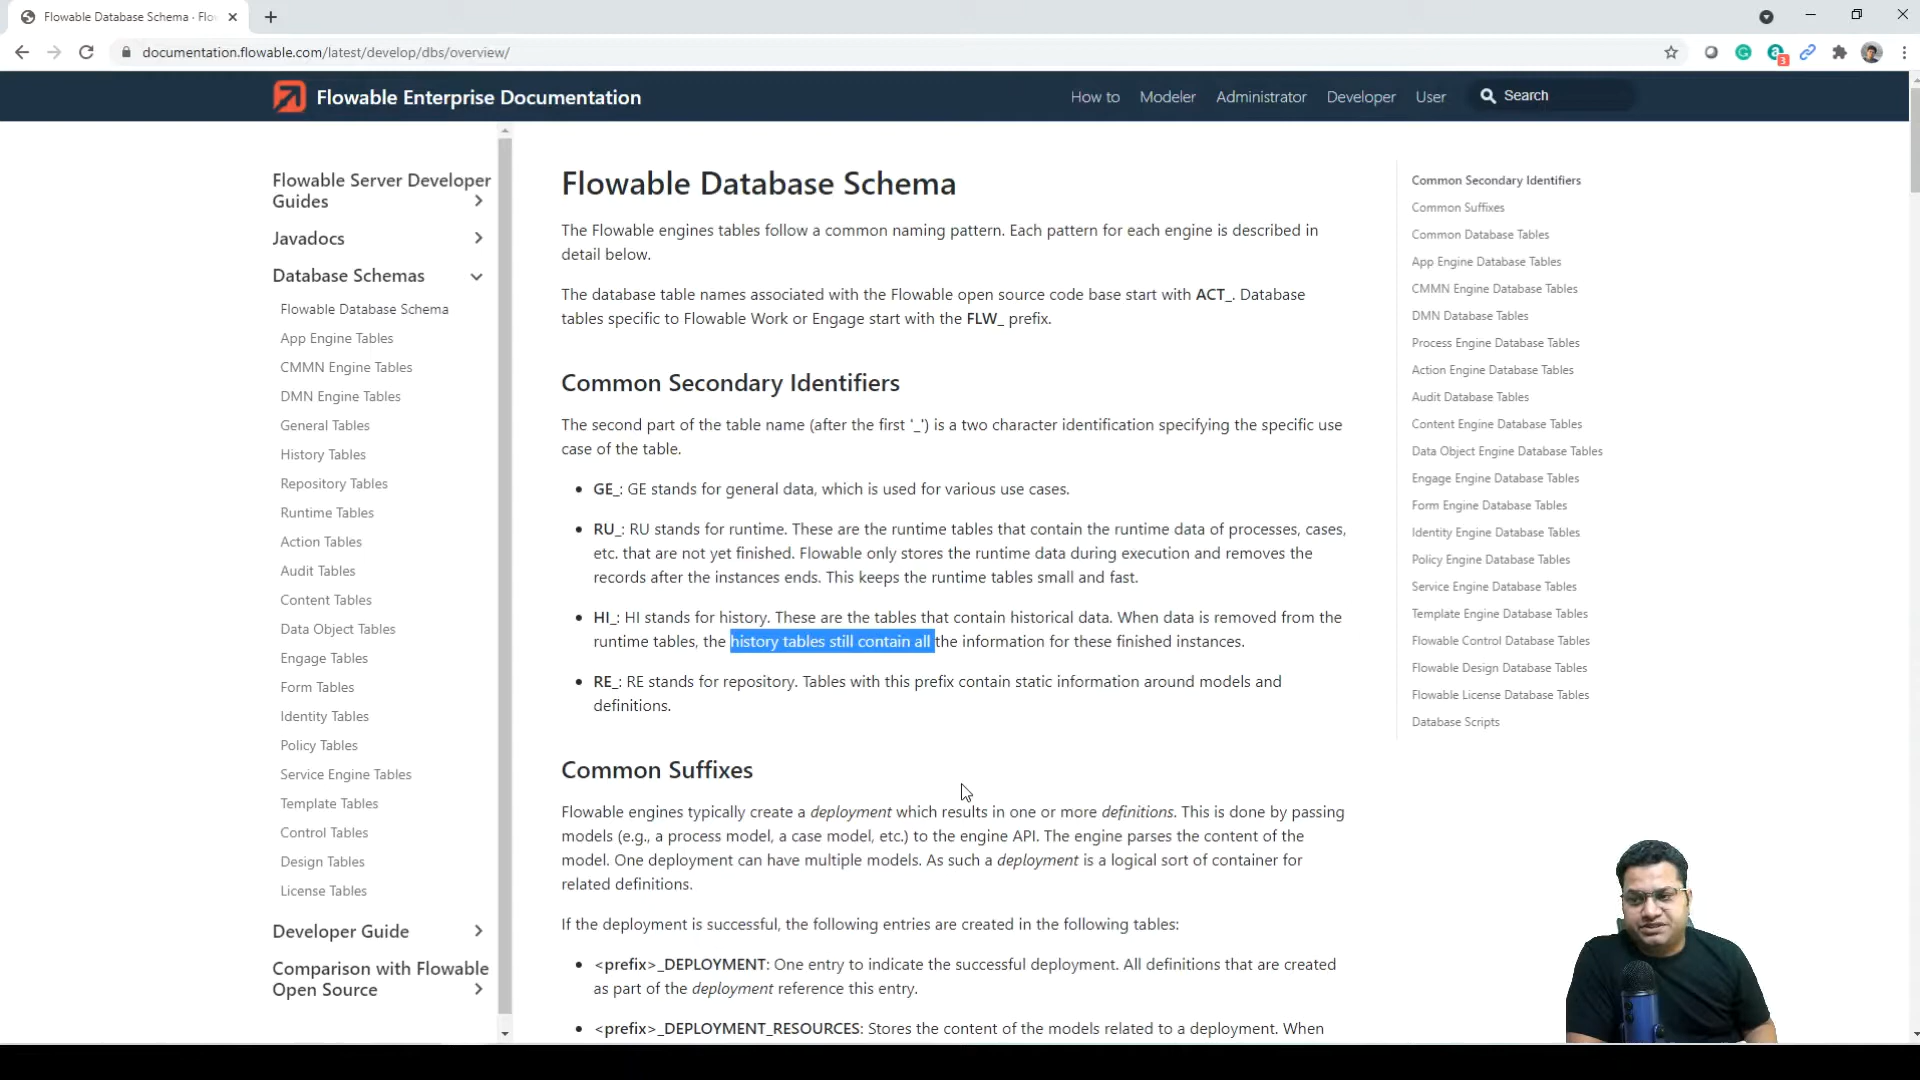 Flowable Database Schema - Flo
documentation.flowable.com/latest/develop/dbs/overview/
3
Flowable Enterprise Documentation
How to
Modeler
Administrator
Developer
User
Search
Flowable Server Developer
Guides
Javadocs
Database Schemas
Flowable Database Schema
App Engine Tables
CMMN Engine Tables
DMN Engine Tables
General Tables
History Tables
Repository Tables
Runtime Tables
Action Tables
Audit Tables
Content Tables
Data Object Tables
Engage Tables
Form Tables
Identity Tables
Policy Tables
Service Engine Tables
Template Tables
Control Tables
Design Tables
License Tables
Developer Guide
Comparison with Flowable
Open Source
Flowable Database Schema
The Flowable engines tables follow a common naming pattern. Each pattern for each engine is described in
detail below.
The database table names associated with the Flowable open source code base start with ACT_. Database
tables specific to Flowable Work or Engage start with the FLW_ prefix.
Common Secondary Identifiers
The second part of the table name (after the first '_') is a two character identification specifying the specific use
case of the table.
• GE_: GE stands for general data, which is used for various use cases.
• RU_: RU stands for runtime. These are the runtime tables that contain the runtime data of processes, cases,
etc. that are not yet finished. Flowable only stores the runtime data during execution and removes the
records after the instances ends. This keeps the runtime tables small and fast.
• HI_: HI stands for history. These are the tables that contain historical data. When data is removed from the
runtime tables, the history tables still contain all the information for these finished instances.
• RE_: RE stands for repository. Tables with this prefix contain static information around models and
definitions.
Common Suffixes
Flowable engines typically create a deployment which results in one or more definitions. This is done by passing
models (e.g., a process model, a case model, etc.) to the engine API. The engine parses the content of the
model. One deployment can have multiple models. As such a deployment is a logical sort of container for
related definitions.
If the deployment is successful, the following entries are created in the following tables:
• <prefix>_DEPLOYMENT: One entry to indicate the successful deployment. All definitions that are created
as part of the deployment reference this entry.
• <prefix>_DEPLOYMENT_RESOURCES: Stores the content of the models related to a deployment. When
Common Secondary Identifiers
Common Suffixes
Common Database Tables
App Engine Database Tables
CMMN Engine Database Tables
DMN Database Tables
Process Engine Database Tables
Action Engine Database Tables
Audit Database Tables
Content Engine Database Tables
Data Object Engine Database Tables
Engage Engine Database Tables
Form Engine Database Tables
Identity Engine Database Tables
Policy Engine Database Tables
Service Engine Database Tables
Template Engine Database Tables
Flowable Control Database Tables
Flowable Design Database Tables
Flowable License Database Tables
Database Scripts